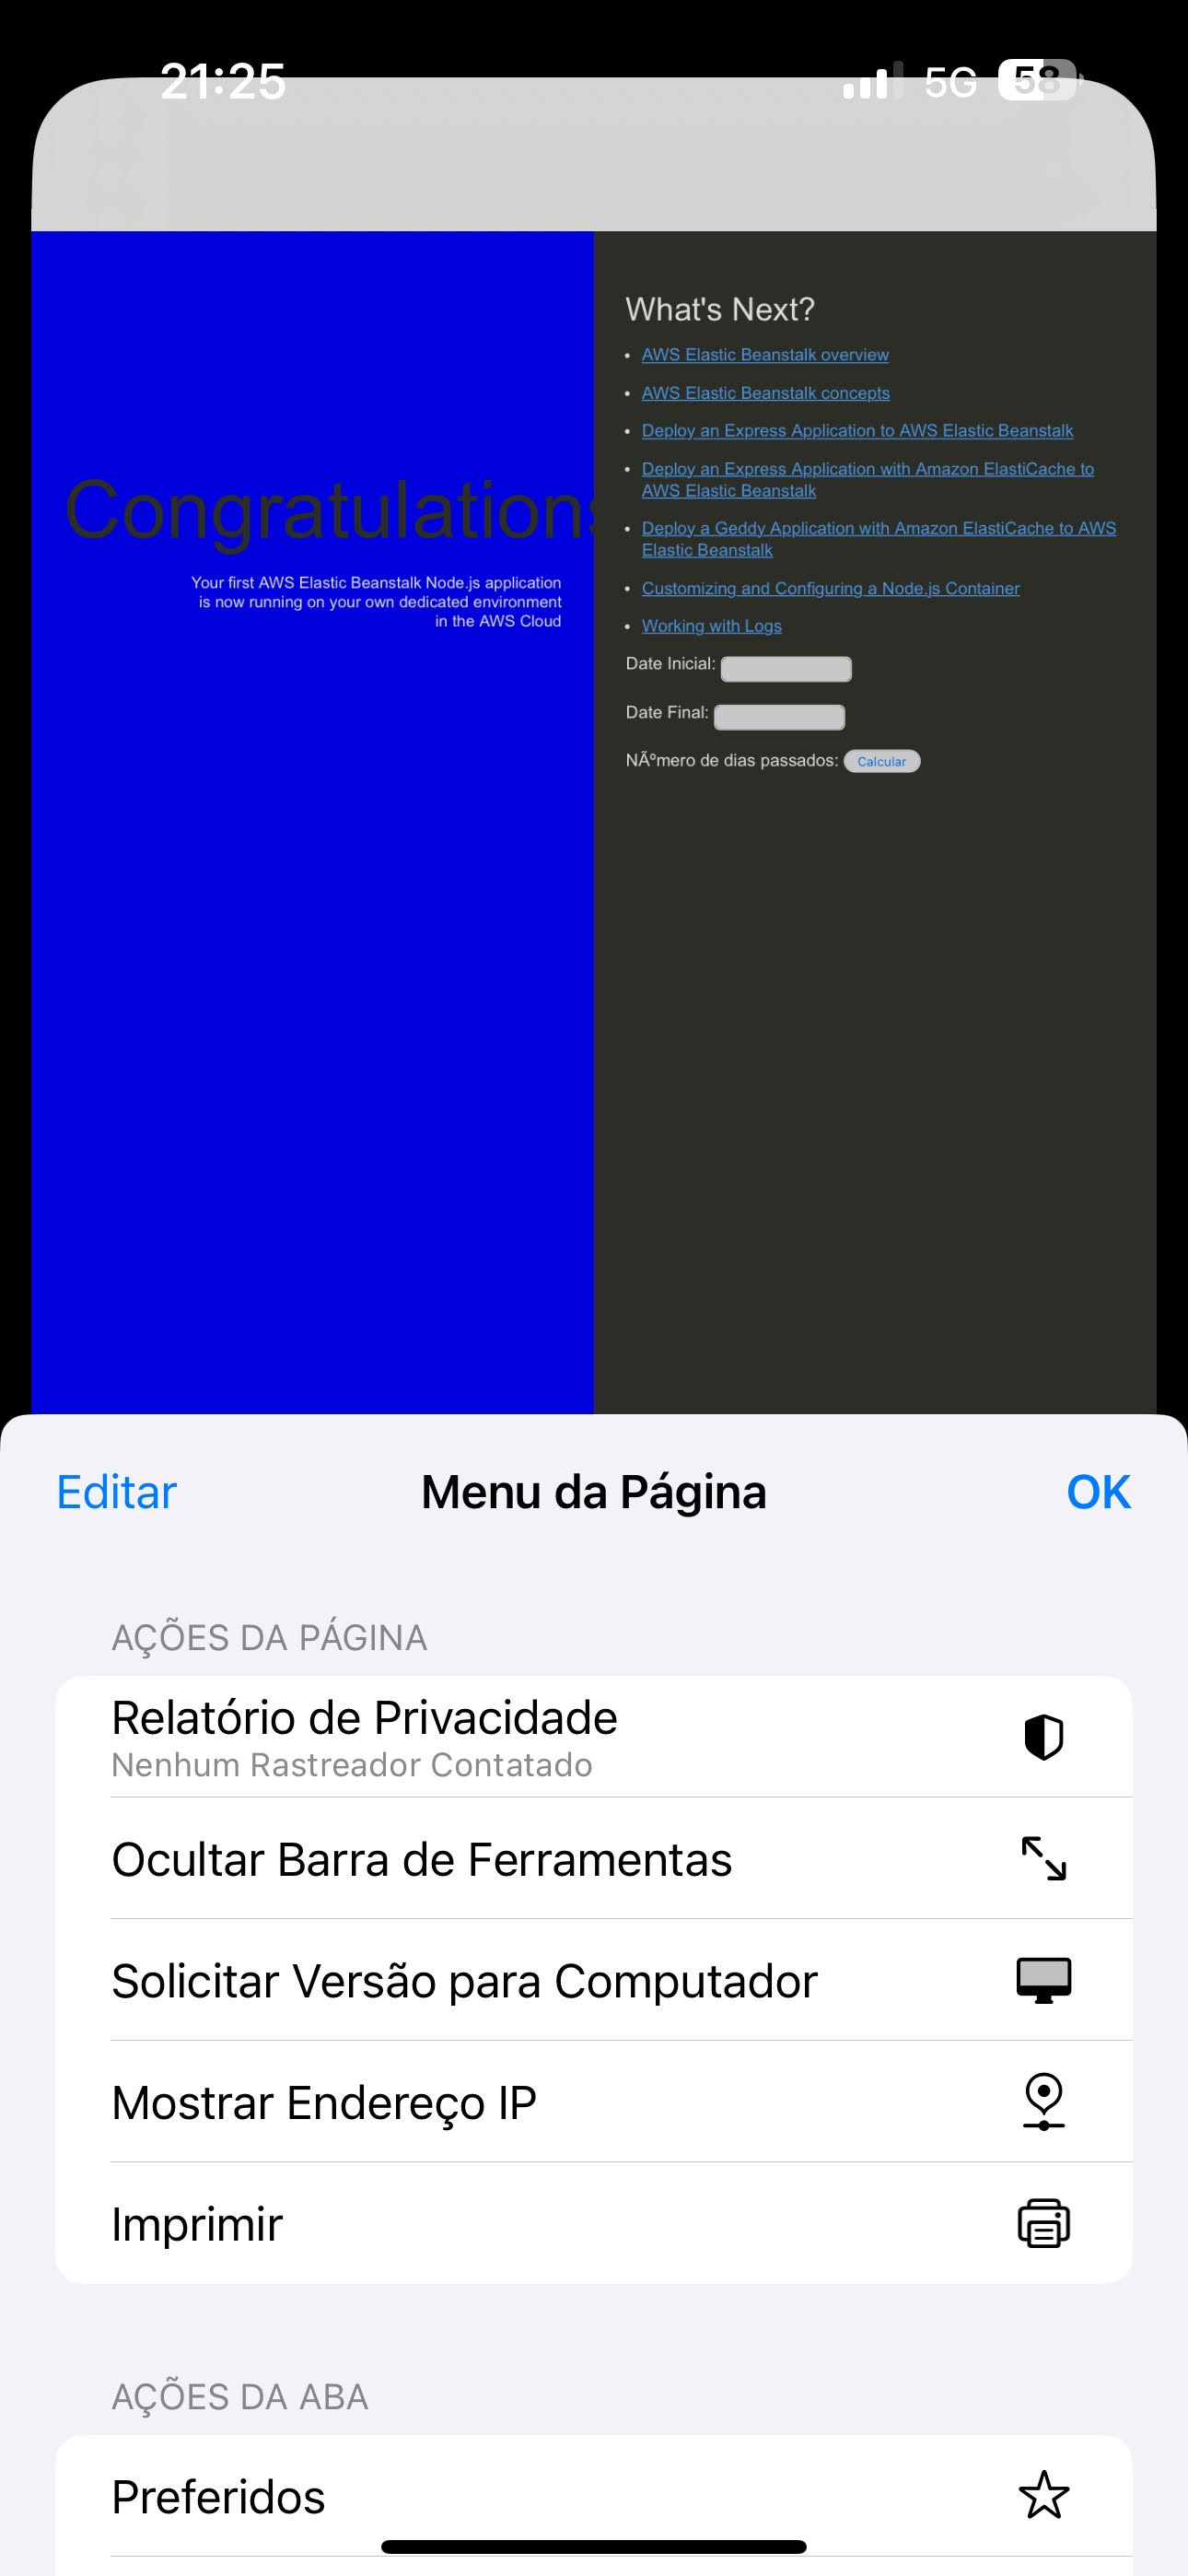 21:25
5G
58
What's Next?
AWS Elastic Beanstalk overview
AWS Elastic Beanstalk concepts
Deploy an Express Application to AWS Elastic Beanstalk
Deploy an Express Application with Amazon ElastiCache to
AWS Elastic Beanstalk
Deploy a Geddy Application with Amazon ElastiCache to AWS
Elastic Beanstalk
Customizing and Configuring a Node.js Container
Working with Logs
Date Inicial:
Date Final:
NÃºmero de dias passados: Calcular
Congratulations
Your first AWS Elastic Beanstalk Node.js application
is now running on your own dedicated environment
in the AWS Cloud
Editar
Menu da Página
OK
AÇÕES DA PÁGINA
Relatório de Privacidade
Nenhum Rastreador Contatado
Ocultar Barra de Ferramentas
Solicitar Versão para Computador
Mostrar Endereço IP
Imprimir
AÇÕES DA ABA
Preferidos